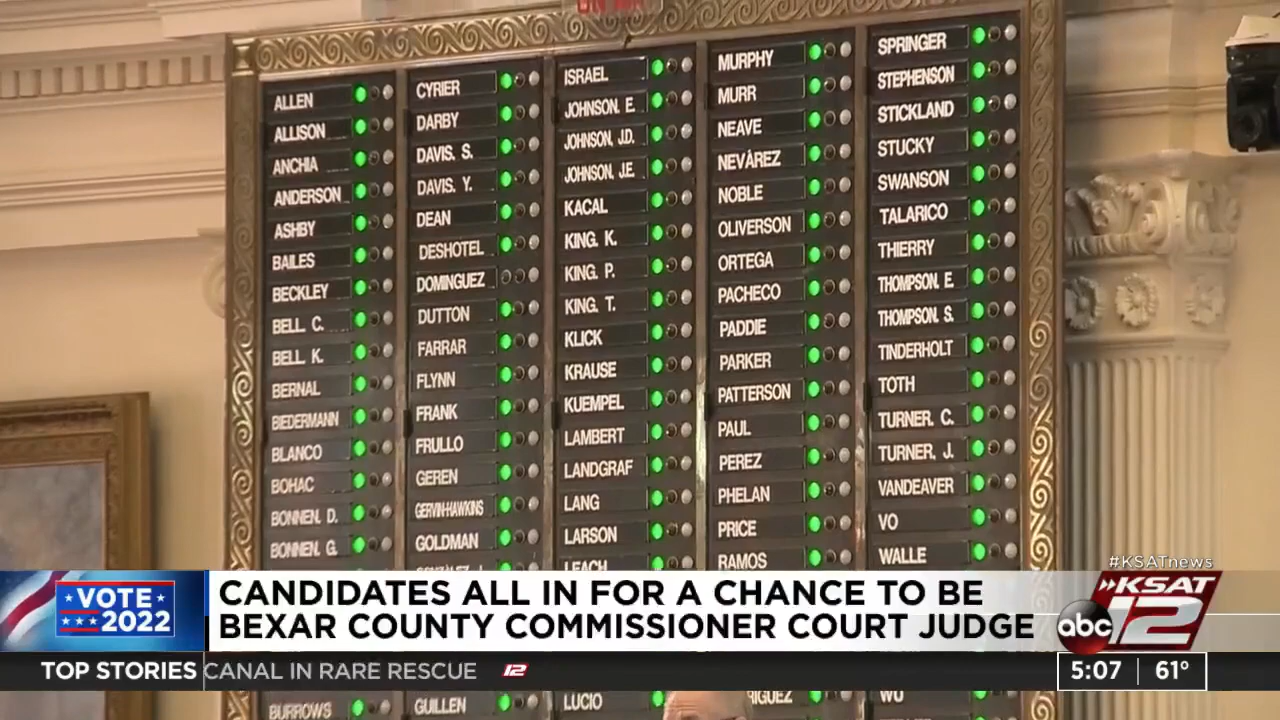 ALLEN
ALLISON
ANCHIA
ANDERSON
ASHBY
BAILES
BECKLEY
BELL. C.
BELL. K.
BERNAL
BIEDERMANN
BLANCO
BOHAC
BONNEN. D.
BONNEN. G.
BURROWS
CYRIER
DARBY
DAVIS. S.
DAVIS. Y.
DEAN
DESHOTEL
DOMINGUEZ
DUTTON
FARRAR
FLYNN
FRANK
FRULLO
GEREN
GERVIN-HAWKINS
GOLDMAN
GUILLEN
ISRAEL
JOHNSON. E.
JOHNSON. J.D.
JOHNSON. J.E.
KACAL
KING. K.
KING. P.
KING. T.
KLICK
KRAUSE
KUEMPEL
LAMBERT
LANDGRAF
LANG
LARSON
LEACH
LUCIO
MURPHY
MURR
NEAVE
NEVÁREZ
NOBLE
OLIVERSON
ORTEGA
PACHECO
PADDIE
PARKER
PATTERSON
PAUL
PEREZ
PHELAN
PRICE
RAMOS
RIGUEZ
SPRINGER
STEPHENSON
STICKLAND
STUCKY
SWANSON
TALARICO
THIERRY
THOMPSON. E.
THOMPSON. S.
TINDERHOLT
TOTH
TURNER. C.
TURNER, J.
VANDEAVER
VO
WALLE
WU
#KSATnews
VOTE
2022
CANDIDATES ALL IN FOR A CHANCE TO BE
BEXAR COUNTY COMMISSIONER COURT JUDGE
abc
KSAT
12
TOP STORIES CANAL IN RARE RESCUE 12
5:07 61°